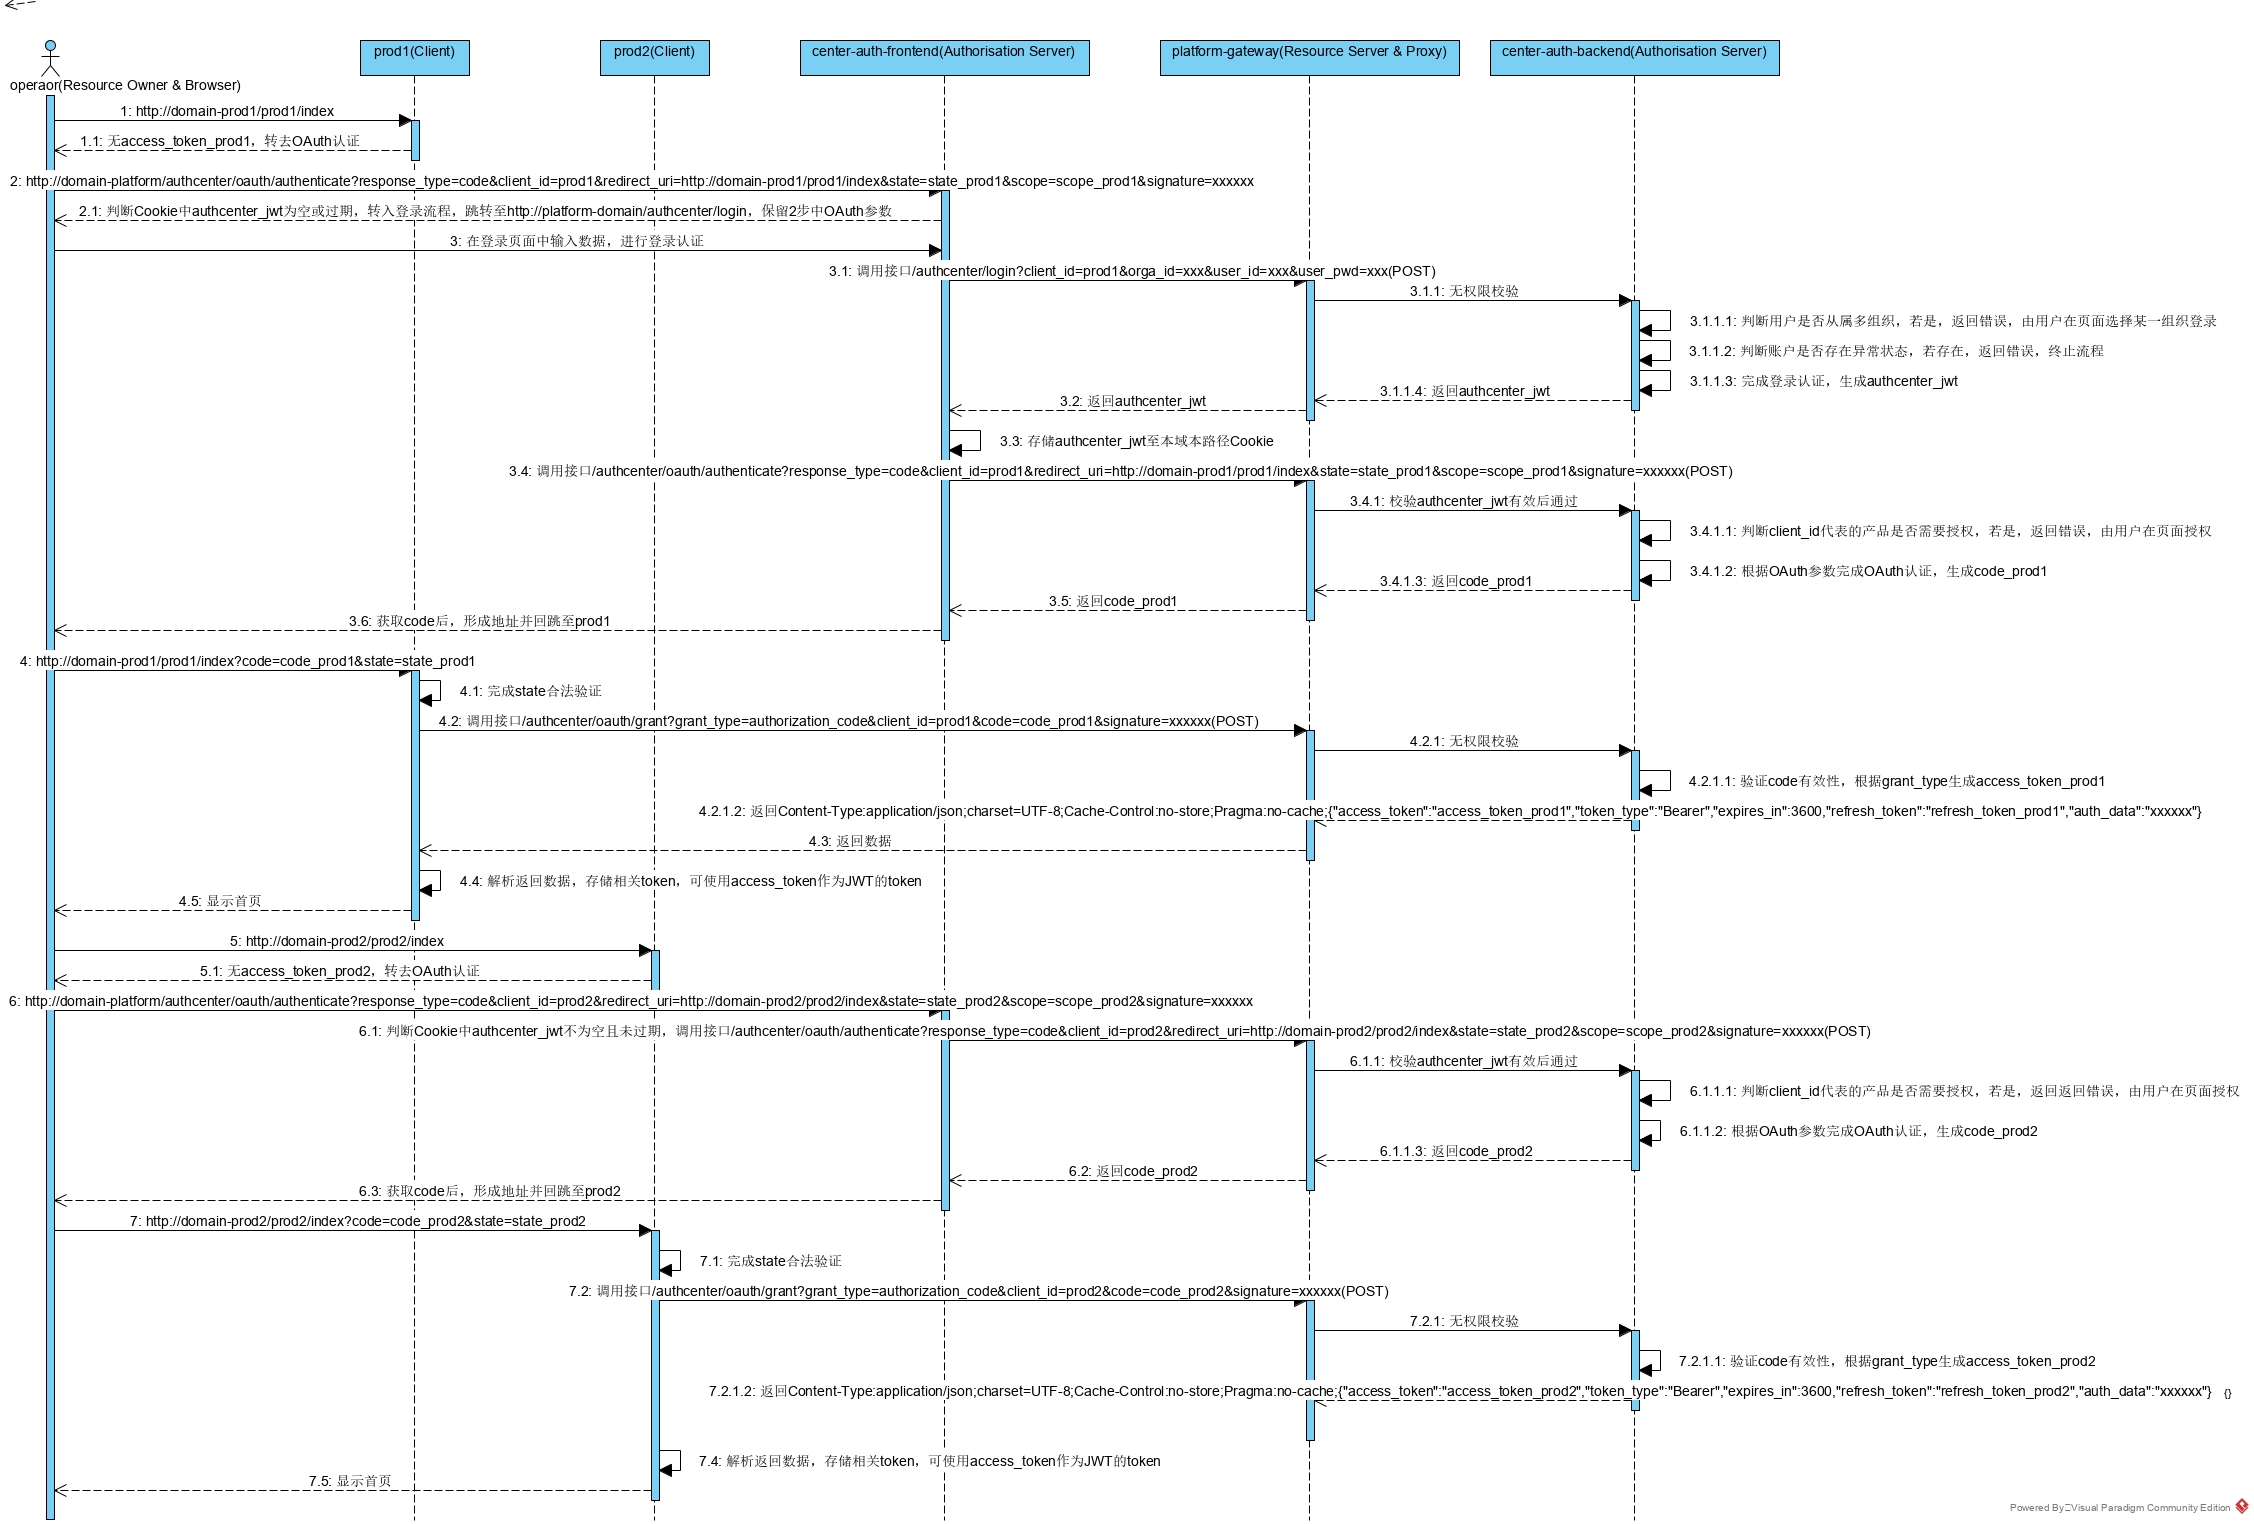 prod1(Client)
prod2(Client)
center-auth-frontend(Authorisation Server)
platform-gateway(Resource Server & Proxy)
center-auth-backend(Authorisation Server)
operaor(Resource Owner & Browser)
1: http://domain-prod1/prod1/index
1.1: 无access_token_prod1，转去OAuth认证
2: http://domain-platform/authcenter/oauth/authenticate?response_type=code&client_id=prod1&redirect_uri=http://domain-prod1/prod1/index&state=state_prod1&scope=scope_prod1&signature=xxxxxx
2.1: 判断Cookie中authcenter_jwt为空或过期，转入登录流程，跳转至http://platform-domain/authcenter/login，保留2步中OAuth参数
3: 在登录页面中输入数据，进行登录认证
3.1: 调用接口/authcenter/login?client_id=prod1&orga_id=xxx&user_id=xxx&user_pwd=xxx(POST)
3.1.1: 无权限校验
3.1.1.1: 判断用户是否从属多组织，若是，返回错误，由用户在页面选择某一组织登录
3.1.1.2: 判断账户是否存在异常状态，若存在，返回错误，终止流程
3.1.1.3: 完成登录认证，生成authcenter_jwt
3.1.1.4: 返回authcenter_jwt
3.2: 返回authcenter_jwt
3.3: 存储authcenter_jwt至本域本路径Cookie
3.4: 调用接口/authcenter/oauth/authenticate?response_type=code&client_id=prod1&redirect_uri=http://domain-prod1/prod1/index&state=state_prod1&scope=scope_prod1&signature=xxxxxx(POST)
3.4.1: 校验authcenter_jwt有效后通过
3.4.1.1: 判断client_id代表的产品是否需要授权，若是，返回错误，由用户在页面授权
3.4.1.2: 根据OAuth参数完成OAuth认证，生成code_prod1
3.4.1.3: 返回code_prod1
3.5: 返回code_prod1
3.6: 获取code后，形成地址并回跳至prod1
4: http://domain-prod1/prod1/index?code=code_prod1&state=state_prod1
4.1: 完成state合法验证
4.2: 调用接口/authcenter/oauth/grant?grant_type=authorization_code&client_id=prod1&code=code_prod1&signature=xxxxxx(POST)
4.2.1: 无权限校验
4.2.1.1: 验证code有效性，根据grant_type生成access_token_prod1
4.2.1.2: 返回Content-Type:application/json;charset=UTF-8;Cache-Control:no-store;Pragma:no-cache;{"access_token":"access_token_prod1","token_type":"Bearer","expires_in":3600,"refresh_token":"refresh_token_prod1","auth_data":"xxxxxx"}
4.3: 返回数据
4.4: 解析返回数据，存储相关token，可使用access_token作为JWT的token
4.5: 显示首页
5: http://domain-prod2/prod2/index
5.1: 无access_token_prod2，转去OAuth认证
6: http://domain-platform/authcenter/oauth/authenticate?response_type=code&client_id=prod2&redirect_uri=http://domain-prod2/prod2/index&state=state_prod2&scope=scope_prod2&signature=xxxxxx
6.1: 判断Cookie中authcenter_jwt不为空且未过期，调用接口/authcenter/oauth/authenticate?response_type=code&client_id=prod2&redirect_uri=http://domain-prod2/prod2/index&state=state_prod2&scope=scope_prod2&signature=xxxxxx(POST)
6.1.1: 校验authcenter_jwt有效后通过
6.1.1.1: 判断client_id代表的产品是否需要授权，若是，返回返回错误，由用户在页面授权
6.1.1.2: 根据OAuth参数完成OAuth认证，生成code_prod2
6.1.1.3: 返回code_prod2
6.2: 返回code_prod2
6.3: 获取code后，形成地址并回跳至prod2
7: http://domain-prod2/prod2/index?code=code_prod2&state=state_prod2
7.1: 完成state合法验证
7.2: 调用接口/authcenter/oauth/grant?grant_type=authorization_code&client_id=prod2&code=code_prod2&signature=xxxxxx(POST)
7.2.1: 无权限校验
7.2.1.1: 验证code有效性，根据grant_type生成access_token_prod2
7.2.1.2: 返回Content-Type:application/json;charset=UTF-8;Cache-Control:no-store;Pragma:no-cache;{"access_token":"access_token_prod2","token_type":"Bearer","expires_in":3600,"refresh_token":"refresh_token_prod2","auth_data":"xxxxxx"} {}
7.4: 解析返回数据，存储相关token，可使用access_token作为JWT的token
7.5: 显示首页
Powered By Visual Paradigm Community Edition